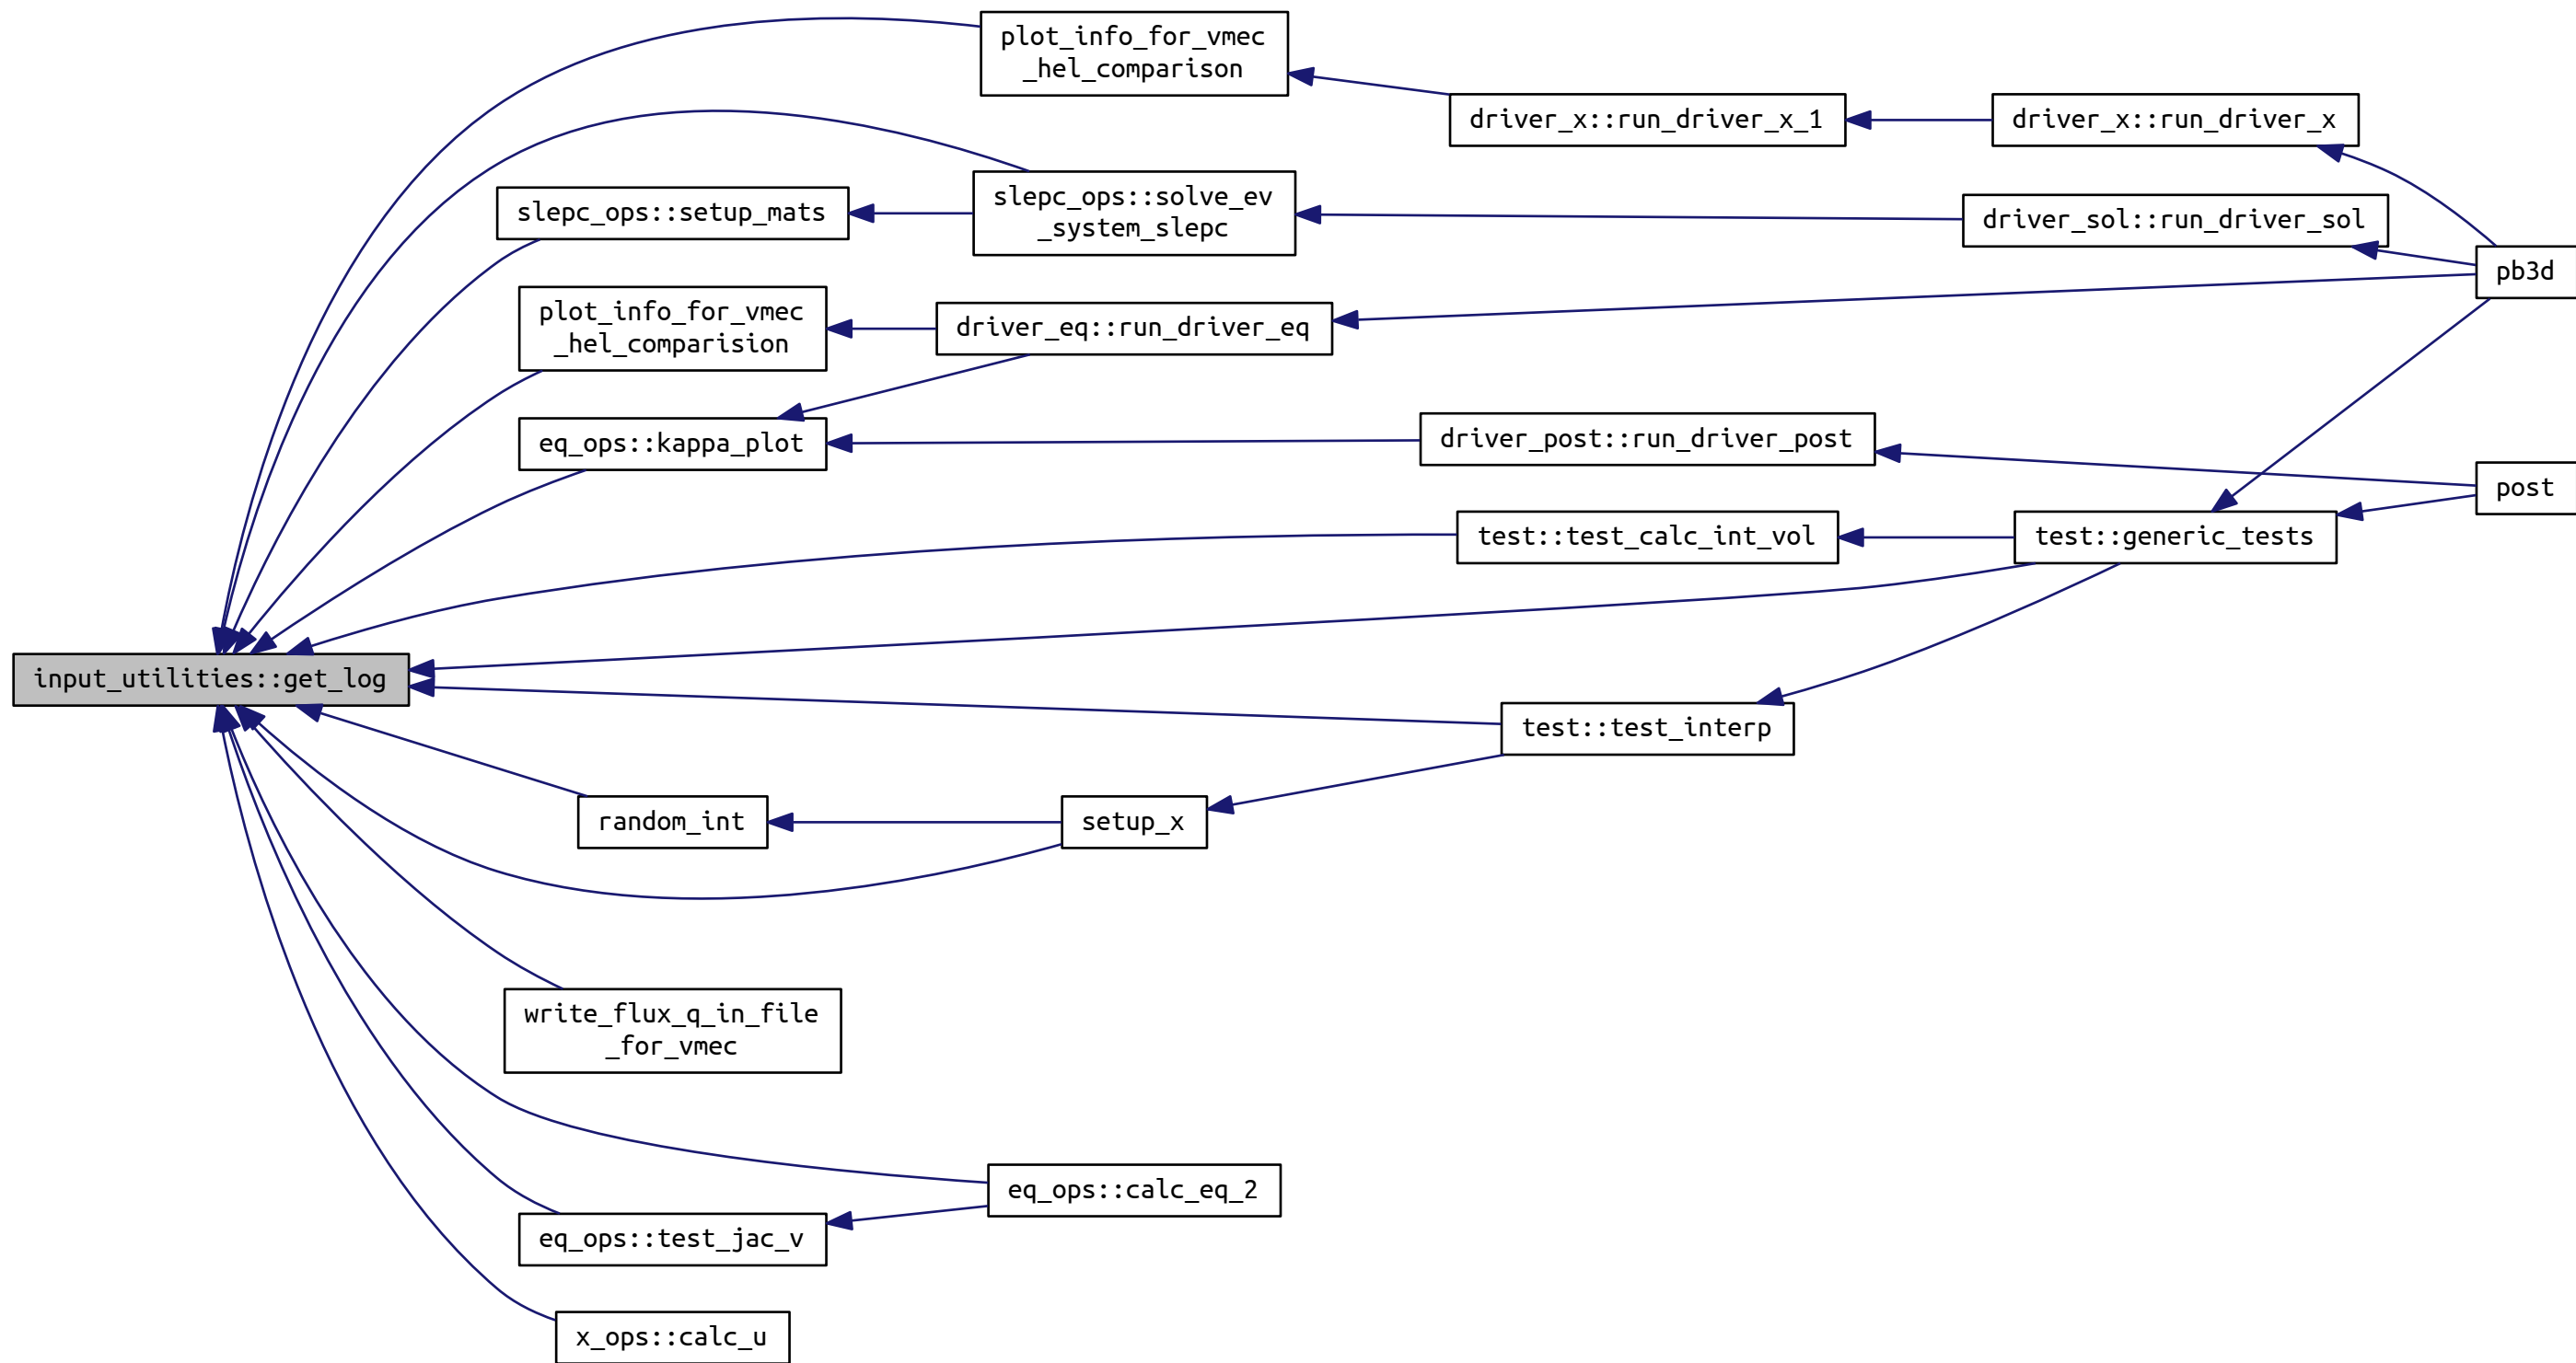 plot_info_for_vmec
_hel_comparison
driver_x::run_driver_x_1
driver_x::run_driver_x
slepc_ops::setup_mats
slepc_ops::solve_ev
_system_slepc
driver_sol::run_driver_sol
pb3d
plot_info_for_vmec
_hel_comparision
driver_eq::run_driver_eq
eq_ops::kappa_plot
driver_post::run_driver_post
post
test::test_calc_int_vol
test::generic_tests
input_utilities::get_log
test::test_interp
random_int
setup_x
write_flux_q_in_file
_for_vmec
eq_ops::calc_eq_2
eq_ops::test_jac_v
x_ops::calc_u